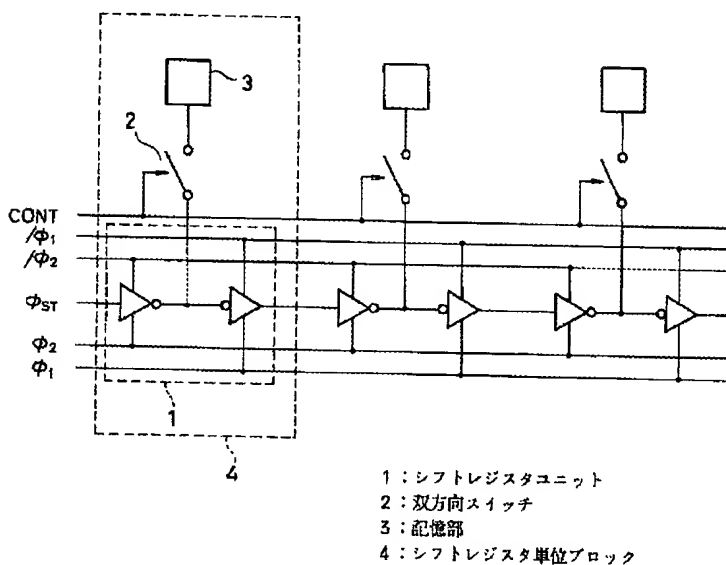 3
2
CONT
/Φ₁
/Φ₂
Φ_ST
Φ₂
Φ₁
1
4
1：シフトレジスタユニット
2：双方向スイッチ
3：記憶部
4：シフトレジスタ単位ブロック